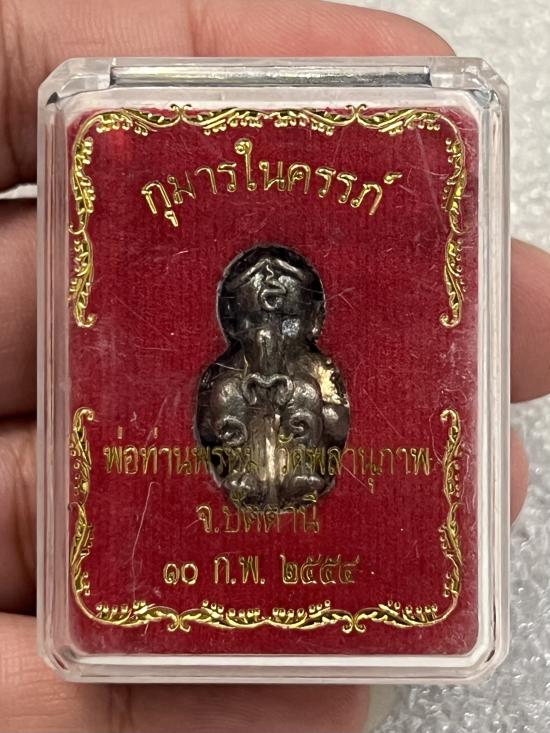 กุมารในครรภ์
พ่อท่านพรหม วัดพลานุภาพ
จ.ปัตตานี
๑๐ ก.พ. ๒๕๕๔